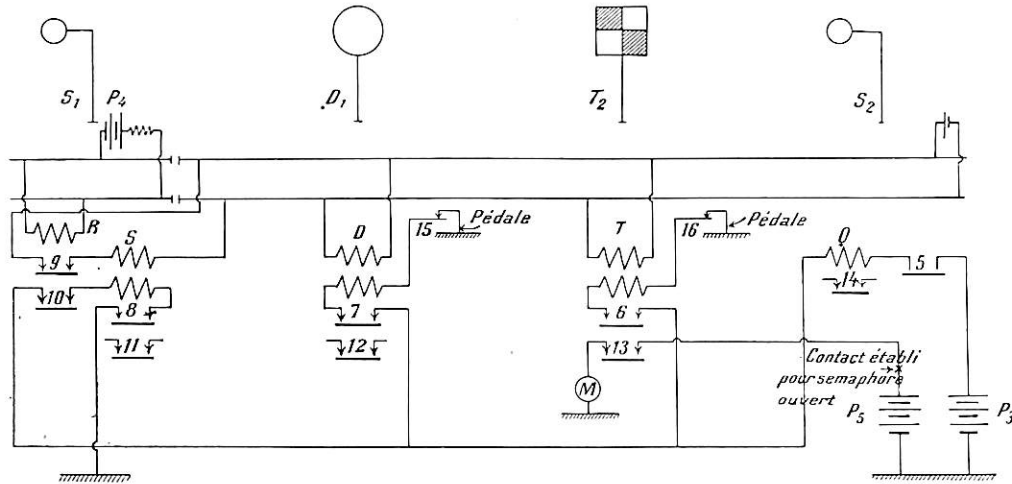 S₁
P₄
D₁
T₂
S₂
R
S
D
T
Q
15
Pédale
16
Pédale
9
10
8
11
7
12
6
13
14
5
M
Contact établi
pour semaphore
ouvert
P₅
P₃